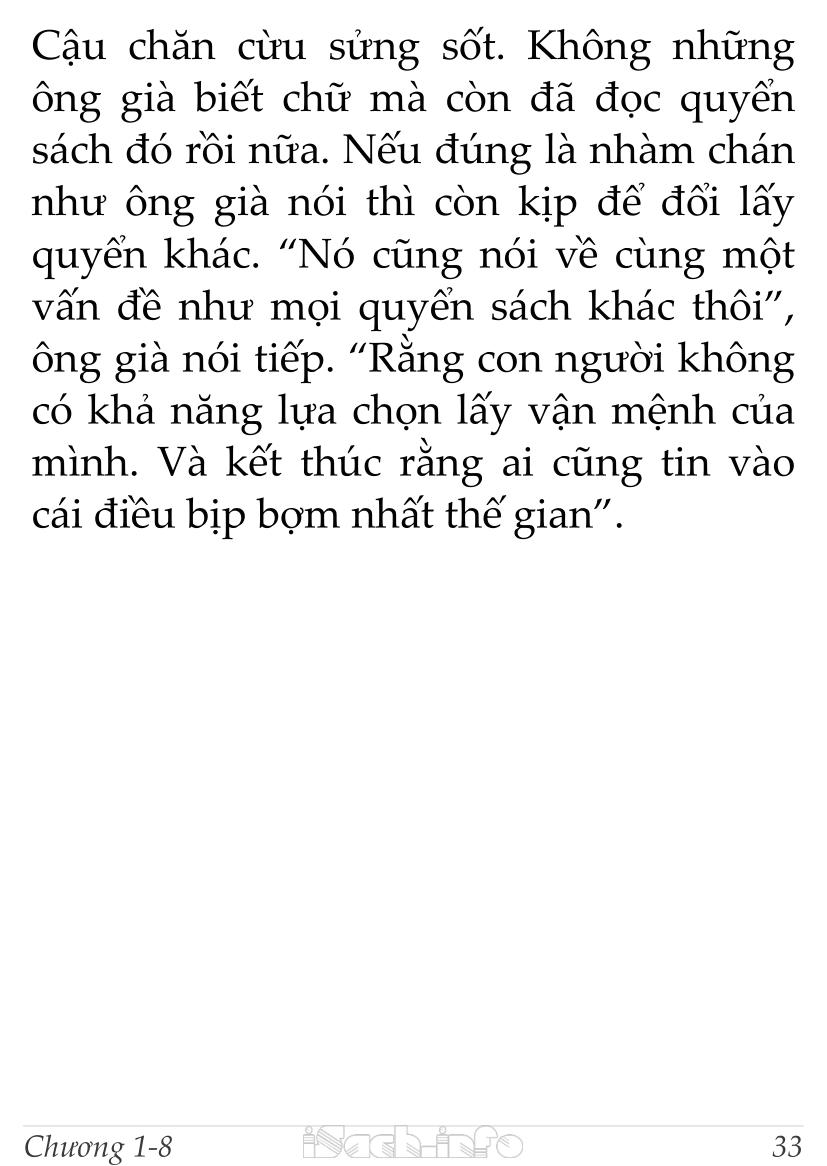 Cậu chăn cừu sửng sốt. Không những
ông già biết chữ mà còn đã đọc quyển
sách đó rồi nữa. Nếu đúng là nhàm chán
như ông già nói thì còn kịp để đổi lấy
quyển khác. “Nó cũng nói về cùng một
vấn đề như mọi quyển sách khác thôi”,
ông già nói tiếp. “Rằng con người không
có khả năng lựa chọn lấy vận mệnh của
mình. Và kết thúc rằng ai cũng tin vào
cái điều bịp bợm nhất thế gian”.
Chương 1-8 iSach-info 33